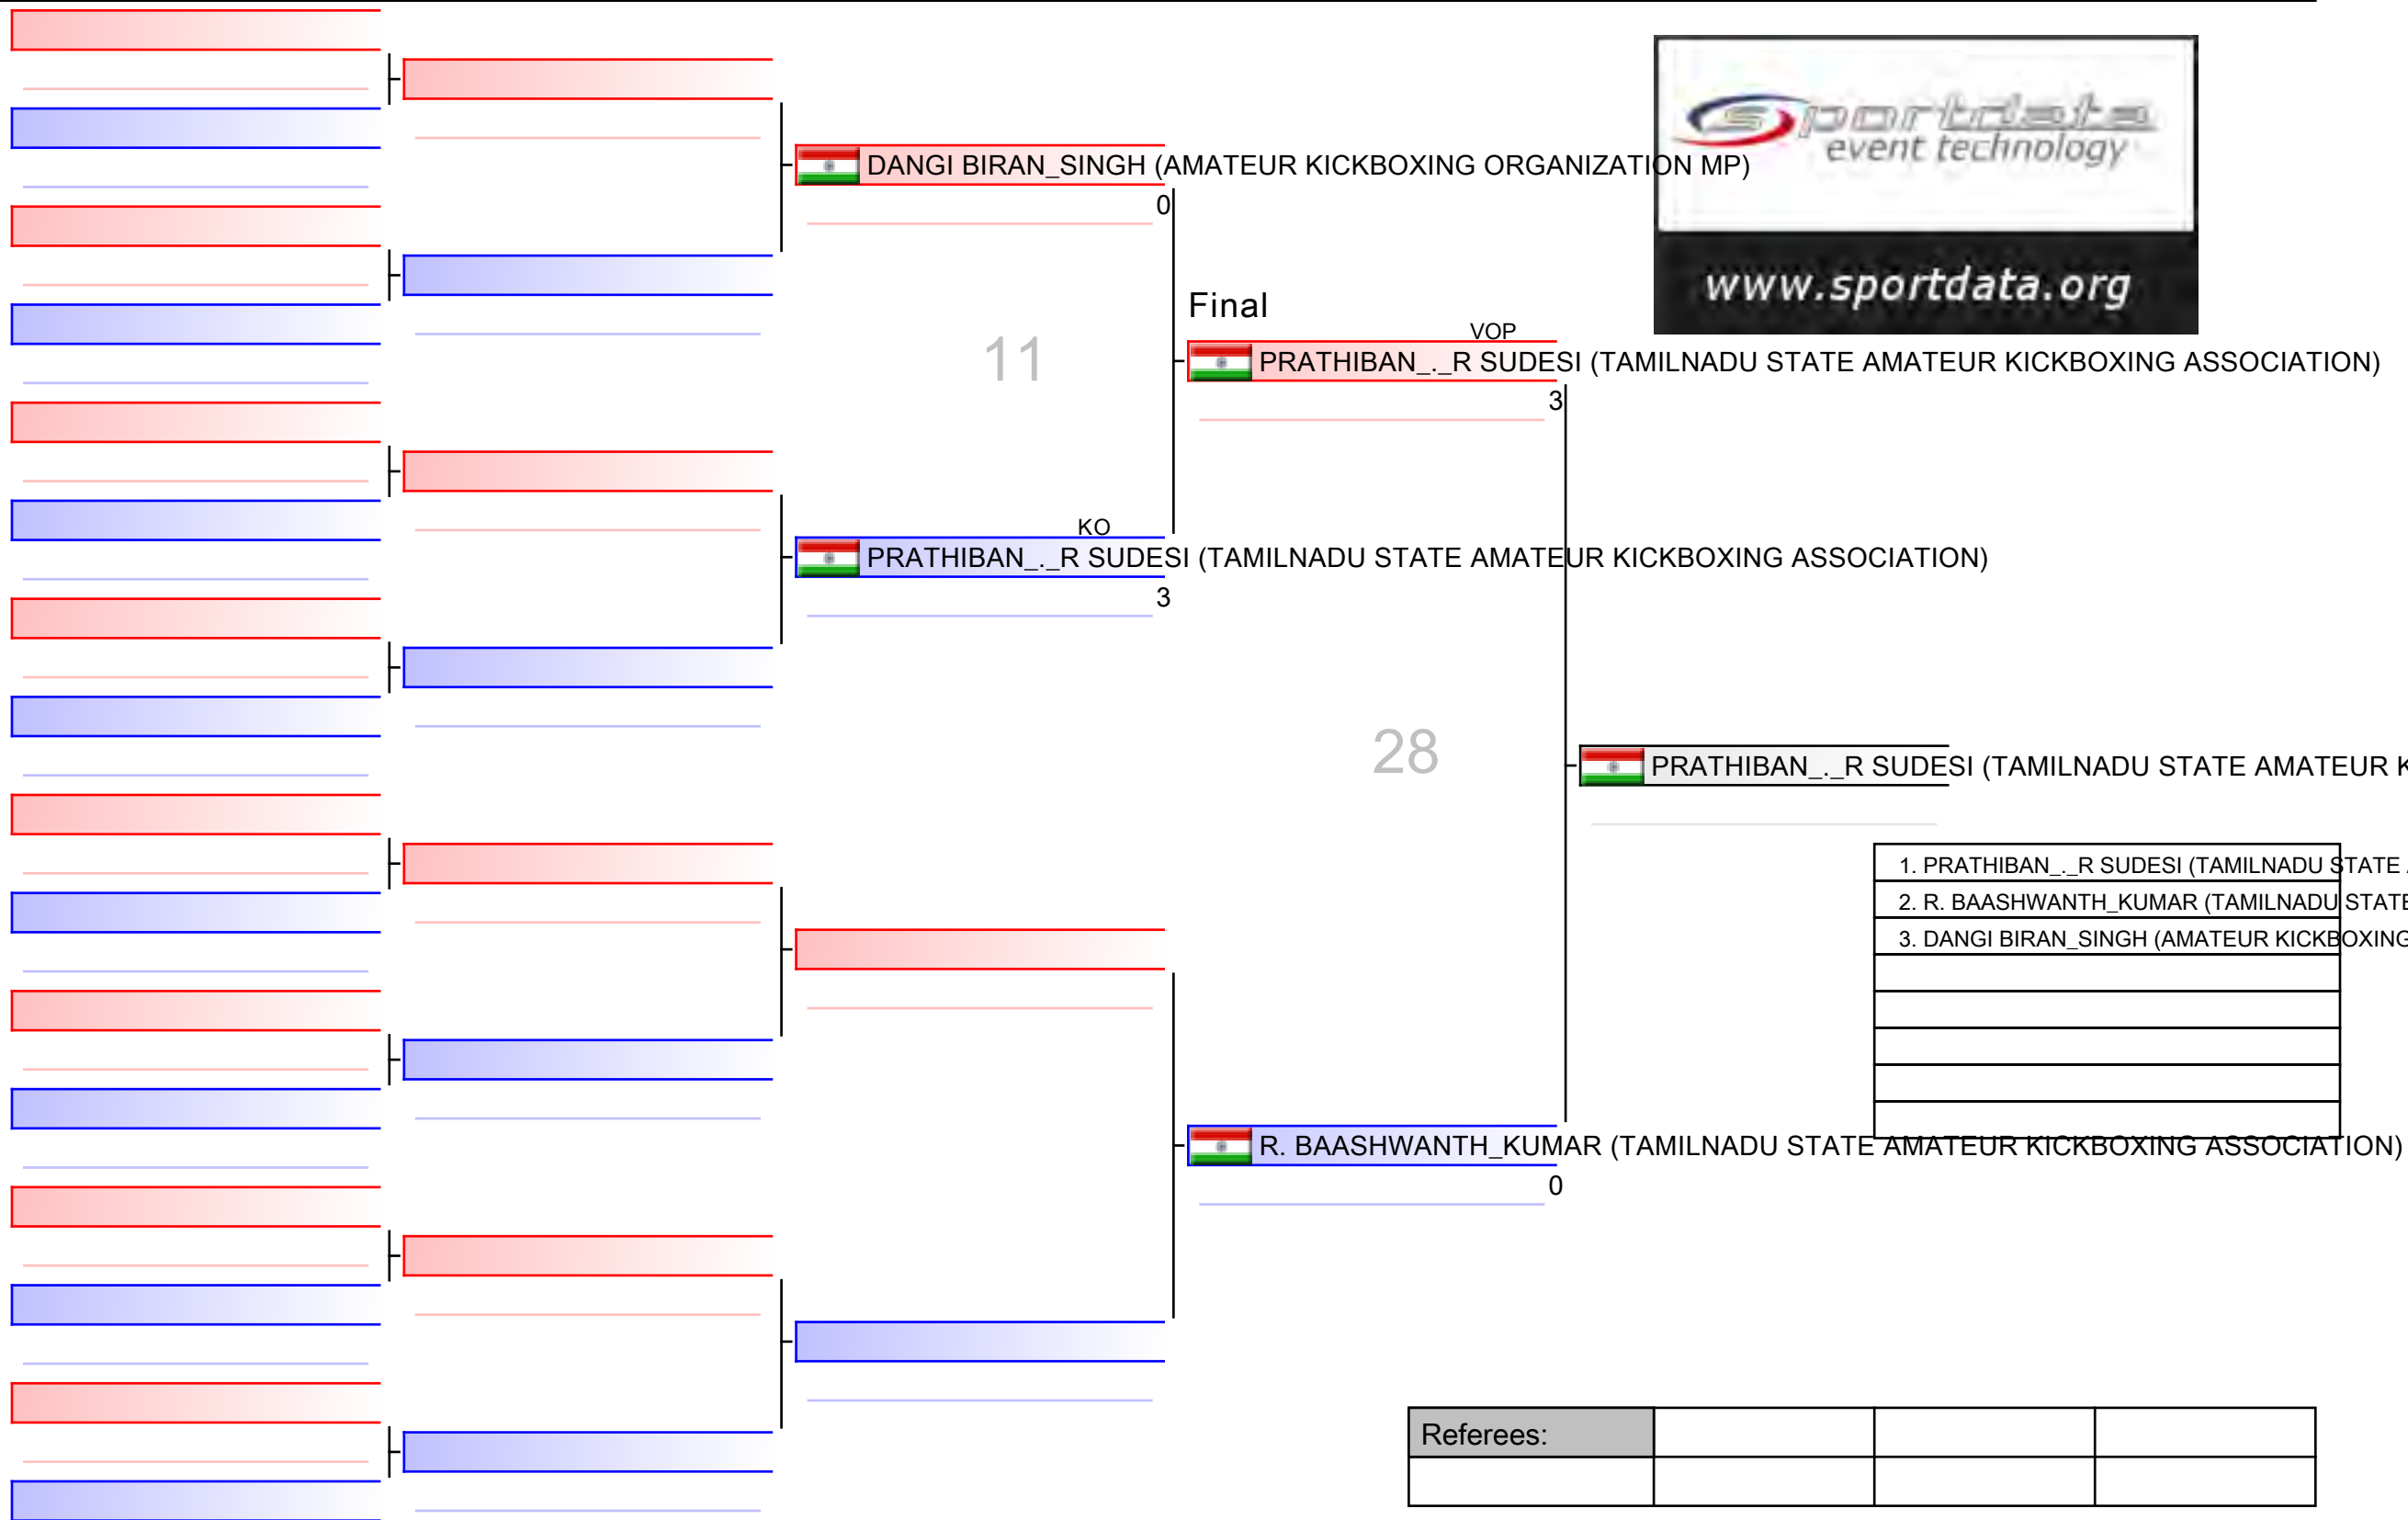 sportdata
event technology
www.sportdata.org
DANGI BIRAN_SINGH (AMATEUR KICKBOXING ORGANIZATION MP)
0
11
Final
VOP
PRATHIBAN_._R SUDESI (TAMILNADU STATE AMATEUR KICKBOXING ASSOCIATION)
3
KO
PRATHIBAN_._R SUDESI (TAMILNADU STATE AMATEUR KICKBOXING ASSOCIATION)
3
28
PRATHIBAN_._R SUDESI (TAMILNADU STATE AMATEUR K
1. PRATHIBAN_._R SUDESI (TAMILNADU STATE
2. R. BAASHWANTH_KUMAR (TAMILNADU STATE
3. DANGI BIRAN_SINGH (AMATEUR KICKBOXING
R. BAASHWANTH_KUMAR (TAMILNADU STATE AMATEUR KICKBOXING ASSOCIATION)
0
Referees: